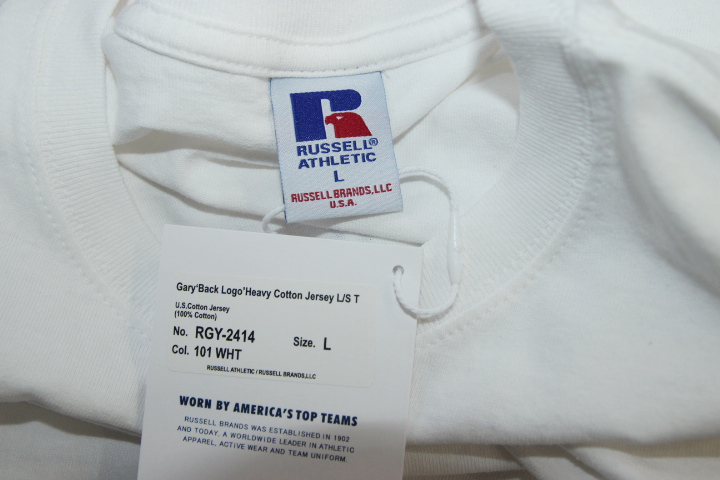 RUSSELL®
ATHLETIC
L
RUSSELL BRANDS, LLC
U.S.A.
Gary'Back Logo'Heavy Cotton Jersey L/S T
U.S.Cotton Jersey
(100% Cotton)
No. RGY-2414 Size. L
Col. 101 WHT
RUSSELL ATHLETIC / RUSSELL BRANDS,LLC
WORN BY AMERICA'S TOP TEAMS
RUSSELL BRANDS WAS ESTABLISHED IN 1902
AND TODAY, A WORLDWIDE LEADER IN ATHLETIC
APPAREL, ACTIVE WEAR AND TEAM UNIFORM.